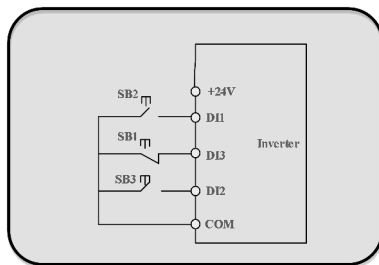 +24V
SB2
DI1
SB1
DI3
Inverter
SB3
DI2
COM